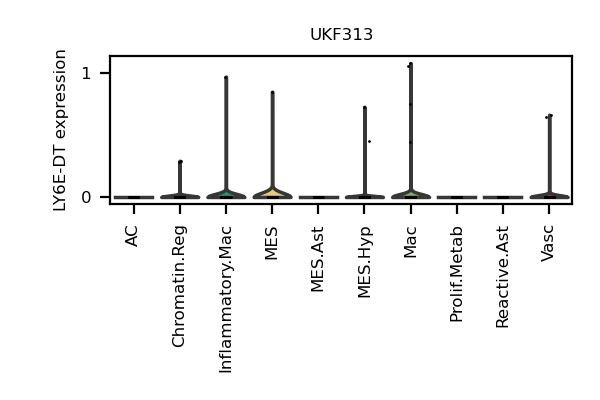 UKF313
LY6E-DT expression
1
0
AC
Chromatin.Reg
Inflammatory.Mac
MES
MES.Ast
MES.Hyp
Mac
Prolif.Metab
Reactive.Ast
Vasc